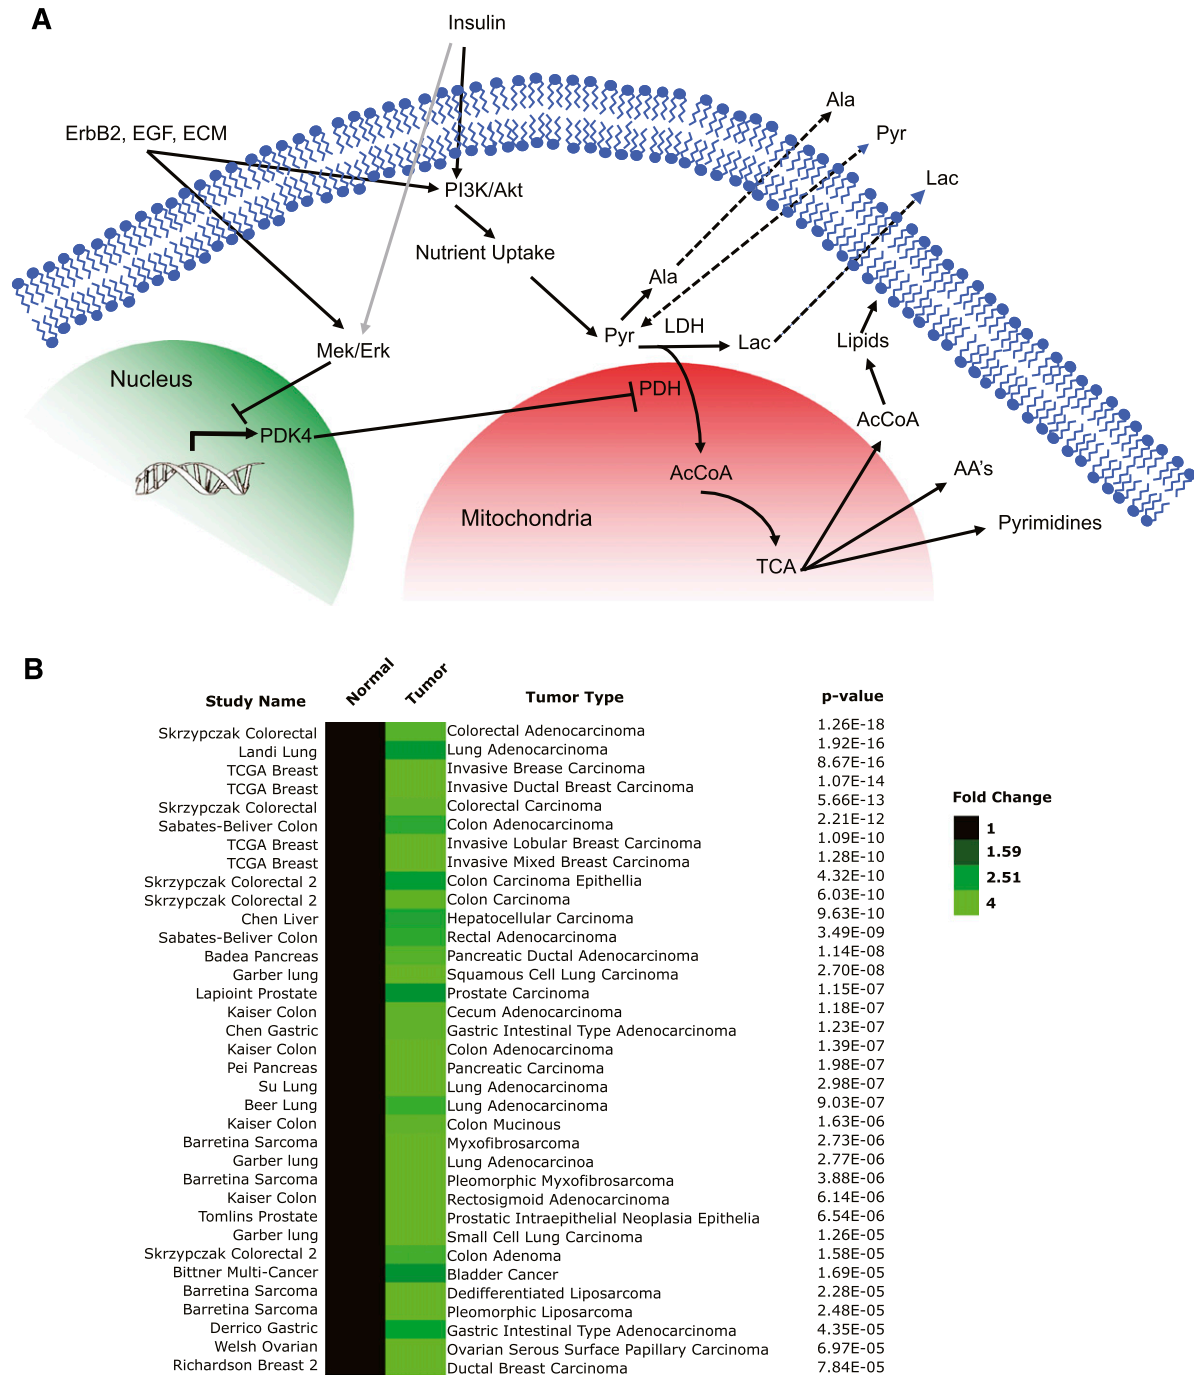 A
Insulin
Ala
ErbB2, EGF, ECM
Pyr
Lac
PI3K/Akt
Nutrient Uptake
Ala
LDH
Pyr
Lac
Lipids
Mek/Erk
Nucleus
PDH
AcCoA
PDK4
AcCoA
AA's
Mitochondria
Pyrimidines
TCA
B
Study Name Normal Tumor Tumor Type p-value
Skrzypczak Colorectal Colorectal Adenocarcinoma 1.26E-18
Landi Lung Lung Adenocarcinoma 1.92E-16
TCGA Breast Invasive Brease Carcinoma 8.67E-16
TCGA Breast Invasive Ductal Breast Carcinoma 1.07E-14
Skrzypczak Colorectal Colorectal Carcinoma 5.66E-13
Sabates-Beliver Colon Colon Adenocarcinoma 2.21E-12
TCGA Breast Invasive Lobular Breast Carcinoma 1.09E-10
TCGA Breast Invasive Mixed Breast Carcinoma 1.28E-10
Skrzypczak Colorectal 2 Colon Carcinoma Epithellia 4.32E-10
Skrzypczak Colorectal 2 Colon Carcinoma 6.03E-10
Chen Liver Hepatocellular Carcinoma 9.63E-10
Sabates-Beliver Colon Rectal Adenocarcinoma 3.49E-09
Badea Pancreas Pancreatic Ductal Adenocarcinoma 1.14E-08
Garber lung Squamous Cell Lung Carcinoma 2.70E-08
Lapioint Prostate Prostate Carcinoma 1.15E-07
Kaiser Colon Cecum Adenocarcinoma 1.18E-07
Chen Gastric Gastric Intestinal Type Adenocarcinoma 1.23E-07
Kaiser Colon Colon Adenocarcinoma 1.39E-07
Pei Pancreas Pancreatic Carcinoma 1.98E-07
Su Lung Lung Adenocarcinoma 2.98E-07
Beer Lung Lung Adenocarcinoma 9.03E-07
Kaiser Colon Colon Mucinous 1.63E-06
Barretina Sarcoma Myxofibrosarcoma 2.73E-06
Garber lung Lung Adenocarcinoa 2.77E-06
Barretina Sarcoma Pleomorphic Myxofibrosarcoma 3.88E-06
Kaiser Colon Rectosigmoid Adenocarcinoma 6.14E-06
Tomlins Prostate Prostatic Intraepithelial Neoplasia Epithelia 6.54E-06
Garber lung Small Cell Lung Carcinoma 1.26E-05
Skrzypczak Colorectal 2 Colon Adenoma 1.58E-05
Bittner Multi-Cancer Bladder Cancer 1.69E-05
Barretina Sarcoma Dedifferentiated Liposarcoma 2.28E-05
Barretina Sarcoma Pleomorphic Liposarcoma 2.48E-05
Derrico Gastric Gastric Intestinal Type Adenocarcinoma 4.35E-05
Welsh Ovarian Ovarian Serous Surface Papillary Carcinoma 6.97E-05
Richardson Breast 2 Ductal Breast Carcinoma 7.84E-05
Fold Change
1
1.59
2.51
4